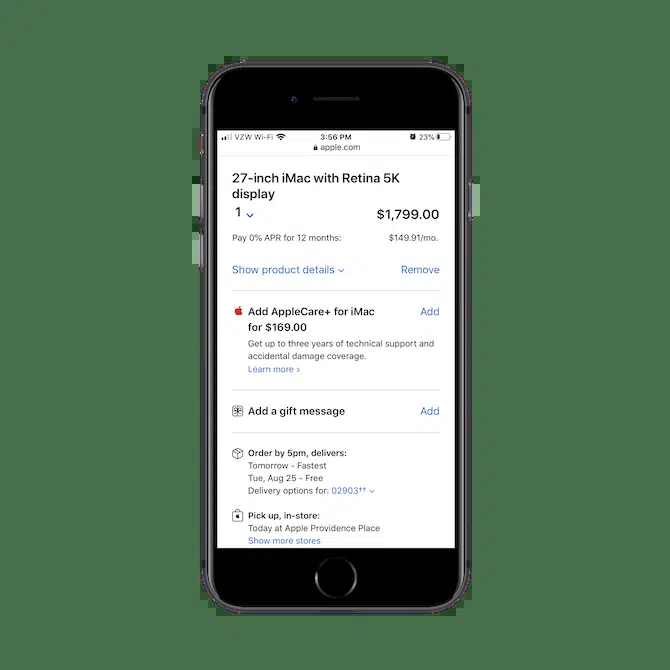 VZW Wi-Fi 3:56 PM 23%
apple.com
27-inch iMac with Retina 5K
display
1 $1,799.00
Pay 0% APR for 12 months: $149.91/mo.
Show product details Remove
Add AppleCare+ for iMac Add
for $169.00
Get up to three years of technical support and
accidental damage coverage.
Learn more >
Add a gift message Add
Order by 5pm, delivers:
Tomorrow - Fastest
Tue, Aug 25 - Free
Delivery options for: 02903††
Pick up, in-store:
Today at Apple Providence Place
Show more stores